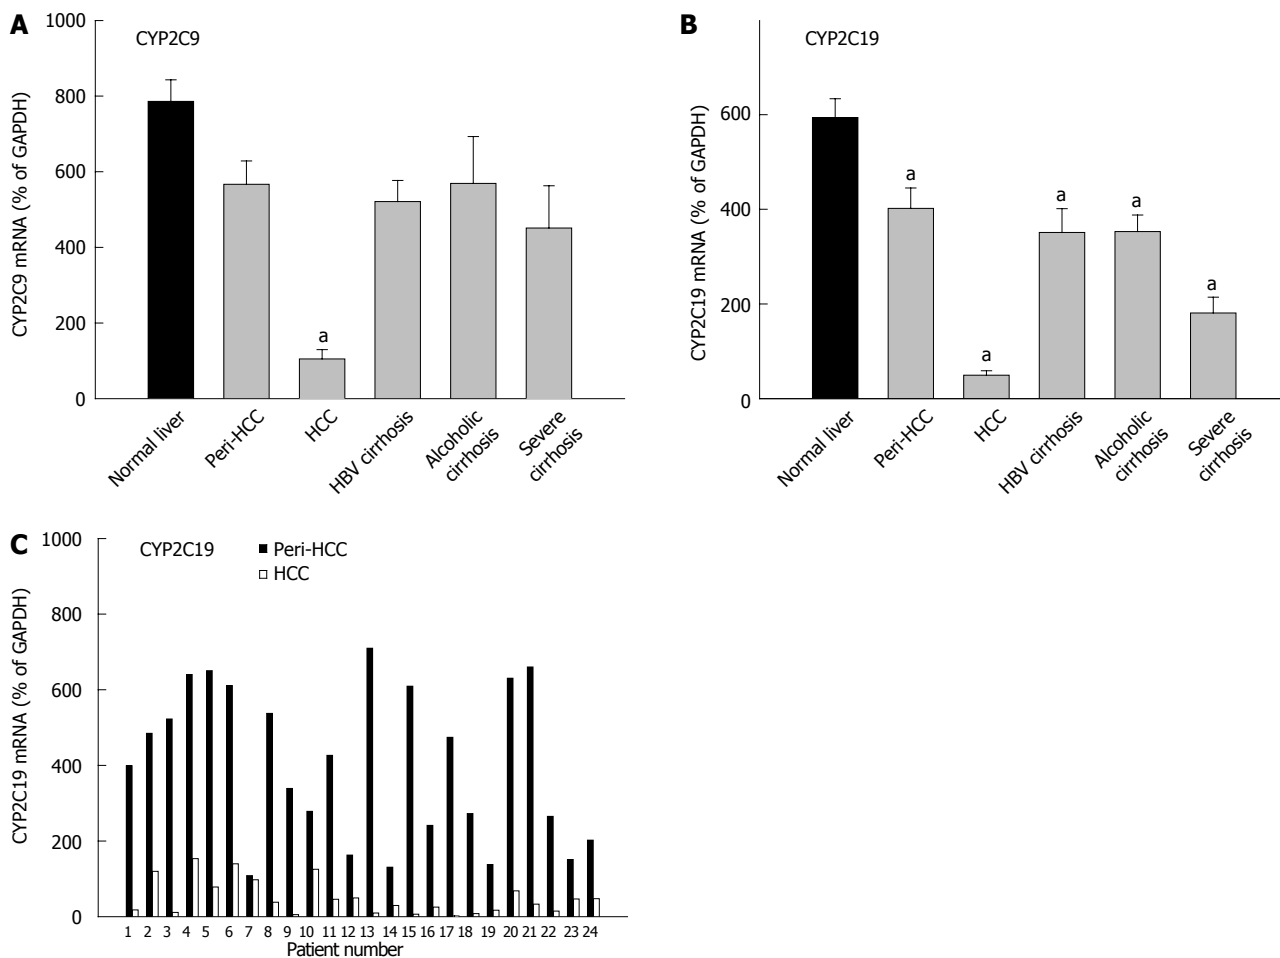 A
CYP2C9
CYP2C9 mRNA (% of GAPDH)
1000
800
600
400
200
0
a
Normal liver
Peri-HCC
HCC
HBV cirrhosis
Alcoholic
cirrhosis
Severe
cirrhosis
B
CYP2C19
CYP2C19 mRNA (% of GAPDH)
600
400
200
0
a
a
a
a
a
Normal liver
Peri-HCC
HCC
HBV cirrhosis
Alcoholic
cirrhosis
Severe
cirrhosis
C
CYP2C19
Peri-HCC
HCC
CYP2C19 mRNA (% of GAPDH)
1000
800
600
400
200
0
1 2 3 4 5 6 7 8 9 10 11 12 13 14 15 16 17 18 19 20 21 22 23 24
Patient number